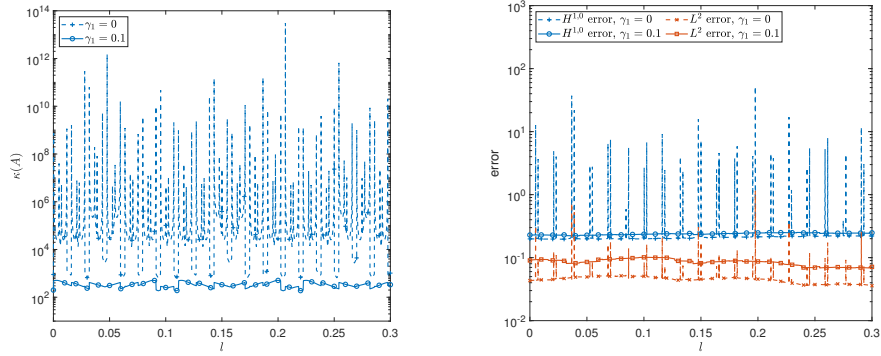 10^14
10^12
10^10
10^8
10^6
10^4
10^2
κ(A)
γ₁ = 0
γ₁ = 0.1
0 0.05 0.1 0.15 0.2 0.25 0.3
l
10^3
10^2
10^1
10^0
10^-1
10^-2
error
H^{1,0} error, γ₁ = 0 L² error, γ₁ = 0
H^{1,0} error, γ₁ = 0.1 L² error, γ₁ = 0.1
0 0.05 0.1 0.15 0.2 0.25 0.3
l